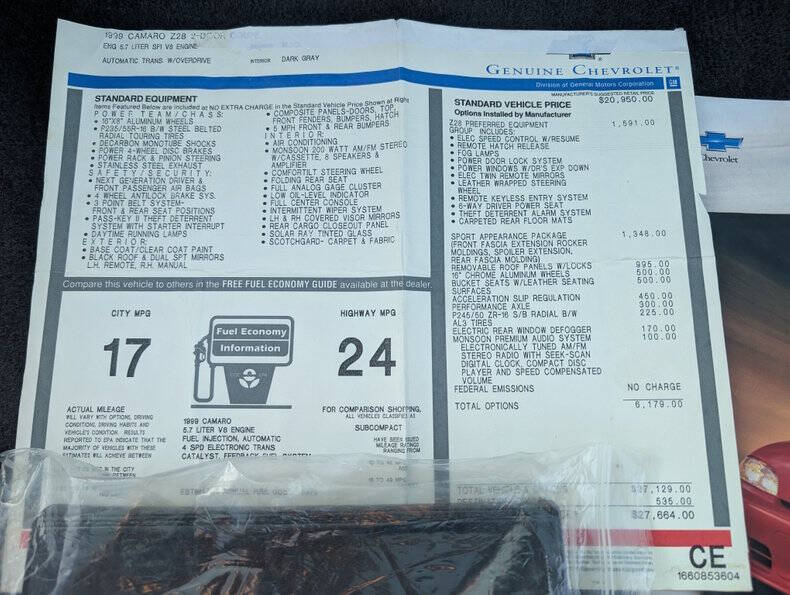 1999 CAMARO Z28 2-DOOR
ENG 5.7 LITER SFI V8 ENGINE
AUTOMATIC TRANS W/OVERDRIVE
INTERIOR DARK GRAY
GENUINE CHEVROLET®
Division of General Motors Corporation
GM
STANDARD EQUIPMENT
Items Featured Below are included at NO EXTRA CHARGE in the Standard Vehicle Price Shown at Right
POWER TEAM/CHASS:
• 16"X8" ALUMINUM WHEELS
• P235/55R-16 B/W STEEL BELTED
RADIAL TOURING TIRES
• DECARBON MONOTUBE SHOCKS
• POWER 4-WHEEL DISC BRAKES
• POWER RACK & PINION STEERING
• STAINLESS STEEL EXHAUST
SAFETY/SECURITY:
• NEXT GENERATION DRIVER &
FRONT PASSENGER AIR BAGS
• 4 WHEEL ANTILOCK BRAKE SYS.
• 3 POINT BELT SYSTEM-
FRONT & REAR SEAT POSITIONS
• PASS-KEY II THEFT DETERRENT
SYSTEM WITH STARTER INTERRUPT
• DAYTIME RUNNING LAMPS
EXTERIOR:
• BASE COAT/CLEAR COAT PAINT
• BLACK ROOF & DUAL SPT MIRRORS
L.H. REMOTE, R.H. MANUAL
• COMPOSITE PANELS-DOORS, TOP
FRONT FENDERS, BUMPERS, HATCH
• 5 MPH FRONT & REAR BUMPERS
INTERIOR:
• AIR CONDITIONING
• MONSOON 200 WATT AM/FM STEREO
W/CASSETTE, 8 SPEAKERS &
AMPLIFIER
• COMFORTILT STEERING WHEEL
• FOLDING REAR SEAT
• FULL ANALOG GAGE CLUSTER
• LOW OIL-LEVEL INDICATOR
• FULL CENTER CONSOLE
• INTERMITTENT WIPER SYSTEM
• LH & RH COVERED VISOR MIRRORS
• REAR CARGO CLOSEOUT PANEL
• SOLAR RAY TINTED GLASS
• SCOTCHGARD- CARPET & FABRIC
MANUFACTURER'S SUGGESTED RETAIL PRICE
STANDARD VEHICLE PRICE $20,950.00
Options Installed by Manufacturer
Z28 PREFERRED EQUIPMENT 1,591.00
GROUP INCLUDES:
• ELEC SPEED CONTROL W/RESUME
• REMOTE HATCH RELEASE
• FOG LAMPS
• POWER DOOR LOCK SYSTEM
• POWER WINDOWS W/DR'S EXP DOWN
• ELEC TWIN REMOTE MIRRORS
• LEATHER WRAPPED STEERING
WHEEL
• REMOTE KEYLESS ENTRY SYSTEM
• 6-WAY DRIVER POWER SEAT
• THEFT DETERRENT ALARM SYSTEM
• CARPETED REAR FLOOR MATS
SPORT APPEARANCE PACKAGE 1,348.00
(FRONT FASCIA EXTENSION ROCKER
MOLDINGS, SPOILER EXTENSION,
REAR FASCIA MOLDING)
REMOVABLE ROOF PANELS W/LOCKS 995.00
16" CHROME ALUMINUM WHEELS 500.00
BUCKET SEATS W/LEATHER SEATING 500.00
SURFACES
ACCELERATION SLIP REGULATION 450.00
PERFORMANCE AXLE 300.00
P245/50 ZR-16 S/B RADIAL B/W 225.00
AL3 TIRES
ELECTRIC REAR WINDOW DEFOGGER 170.00
MONSOON PREMIUM AUDIO SYSTEM 100.00
ELECTRONICALLY TUNED AM/FM
STEREO RADIO WITH SEEK-SCAN
DIGITAL CLOCK, COMPACT DISC
PLAYER AND SPEED COMPENSATED
VOLUME
FEDERAL EMISSIONS NO CHARGE
TOTAL OPTIONS 6,179.00
Compare this vehicle to others in the FREE FUEL ECONOMY GUIDE available at the dealer.
CITY MPG
17
Fuel Economy
Information
HIGHWAY MPG
24
ACTUAL MILEAGE
WILL VARY WITH OPTIONS, DRIVING
CONDITIONS, DRIVING HABITS AND
VEHICLE'S CONDITION. RESULTS
REPORTED TO EPA INDICATE THAT THE
MAJORITY OF VEHICLES WITH THESE
ESTIMATES WILL ACHIEVE BETWEEN
IN THE CITY
1999 CAMARO
5.7 LITER V8 ENGINE
FUEL INJECTION, AUTOMATIC
4 SPD ELECTRONIC TRANS
CATALYST, FEEDBACK FUEL SYSTEM
FOR COMPARISON SHOPPING,
ALL VEHICLES CLASSIFIED AS
SUBCOMPACT
HAVE BEEN ISSUED
MILEAGE RATINGS
RANGING FROM
TOTAL VEHICLE & $27,129.00
535.00
$27,664.00
CE
1660853604
Chevrolet